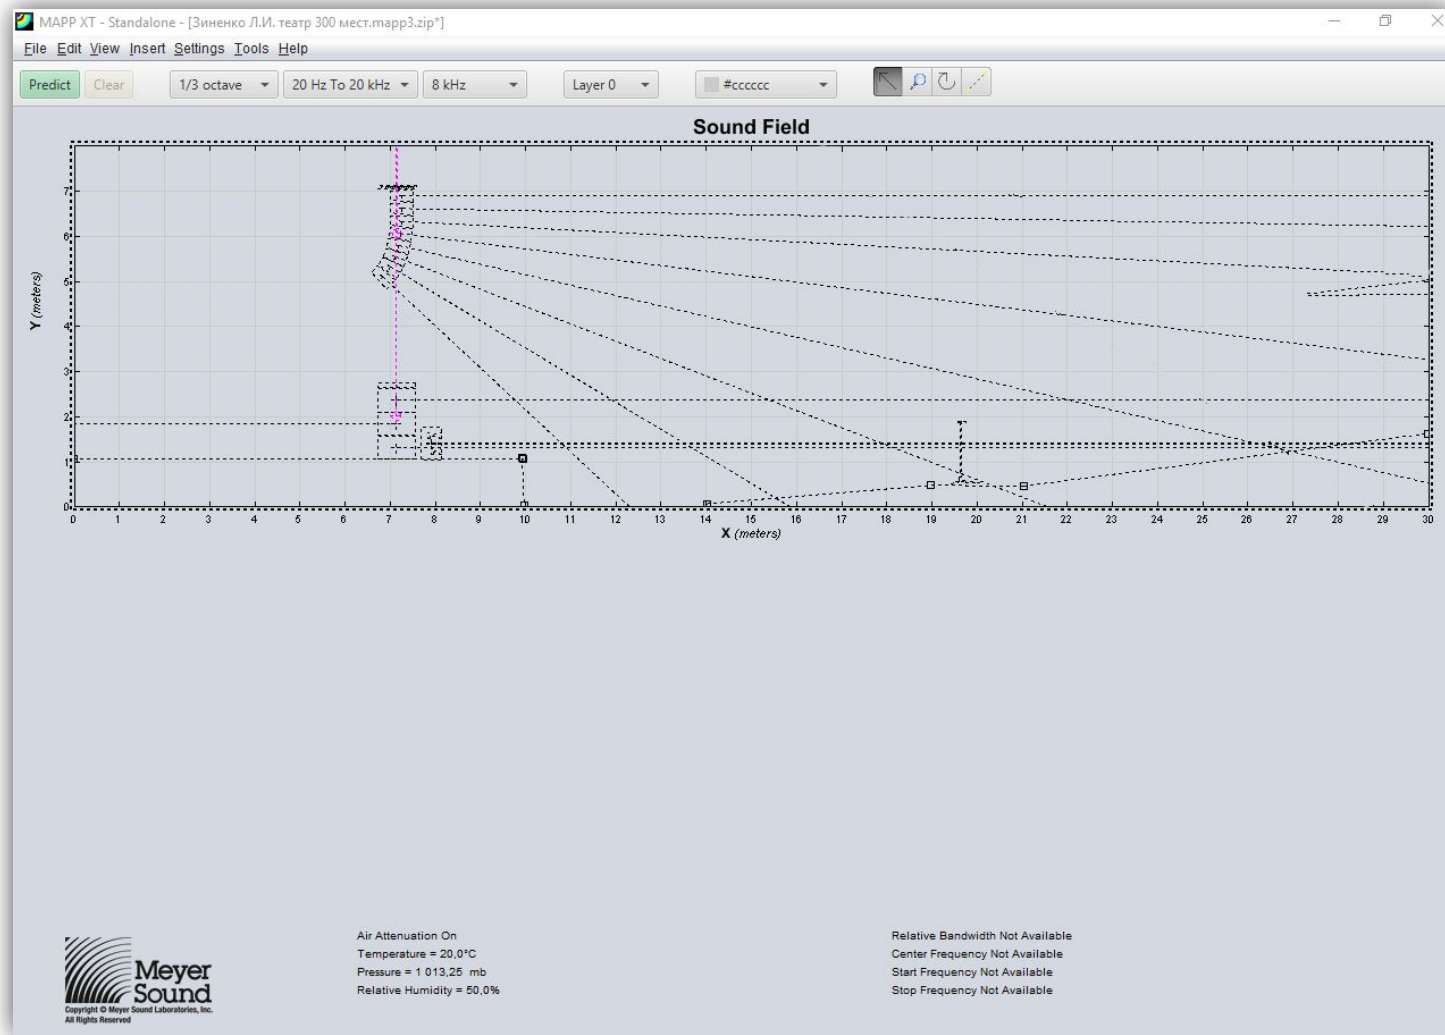 MAPP XT - Standalone - [Зиненко Л.И. театр 300 мест.mapp3.zip*]
File Edit View Insert Settings Tools Help
Predict Clear 1/3 octave 20 Hz To 20 kHz 8 kHz Layer 0 #cccccc
Sound Field
7
6
5
4
3
2
1
0
Y (meters)
0 1 2 3 4 5 6 7 8 9 10 11 12 13 14 15 16 17 18 19 20 21 22 23 24 25 26 27 28 29 30
X (meters)
Air Attenuation On
Temperature = 20,0°C
Pressure = 1 013,25 mb
Relative Humidity = 50,0%
Relative Bandwidth Not Available
Center Frequency Not Available
Start Frequency Not Available
Stop Frequency Not Available
Meyer
Sound
Copyright © Meyer Sound Laboratories, Inc.
All Rights Reserved